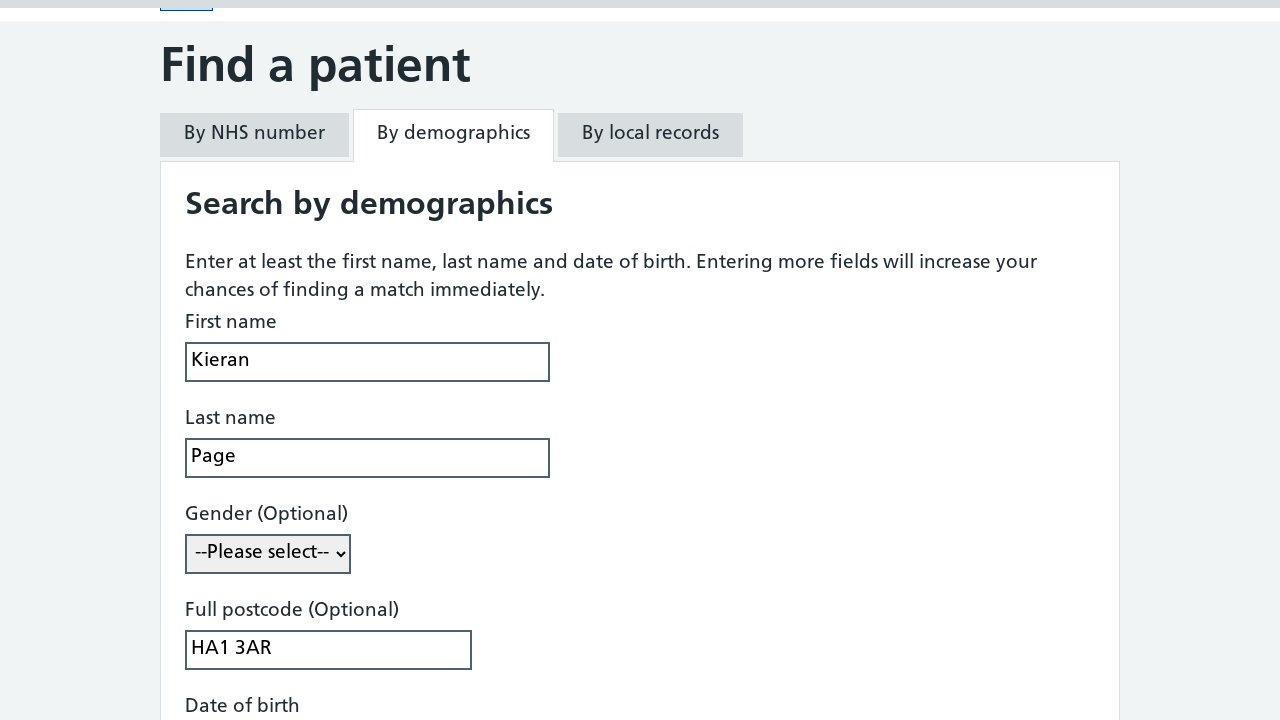 Find a patient
By NHS number
By demographics
By local records
Search by demographics
Enter at least the first name, last name and date of birth. Entering more fields will increase your
chances of finding a match immediately.
First name
Kieran
Last name
Page
Gender (Optional)
--Please select--
Full postcode (Optional)
HA1 3AR
Date of birth